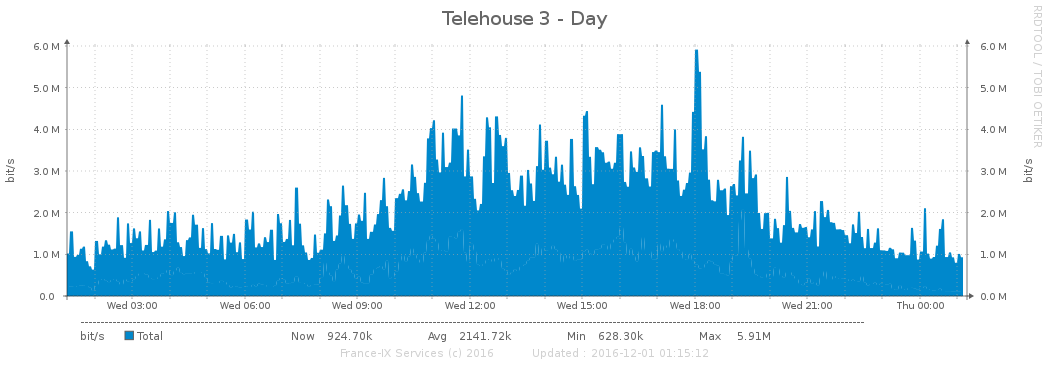 Telehouse 3 - Day
RRDTOOL / TOBI OETIKER
bit/s
6.0 M
5.0 M
4.0 M
3.0 M
2.0 M
1.0 M
0.0
6.0 M
5.0 M
4.0 M
3.0 M
2.0 M
1.0 M
0.0 M
bit/s
Wed 03:00 Wed 06:00 Wed 09:00 Wed 12:00 Wed 15:00 Wed 18:00 Wed 21:00 Thu 00:00
bit/s Total Now 924.70k Avg 2141.72k Min 628.30k Max 5.91M
France-IX Services (c) 2016 Updated : 2016-12-01 01:15:12